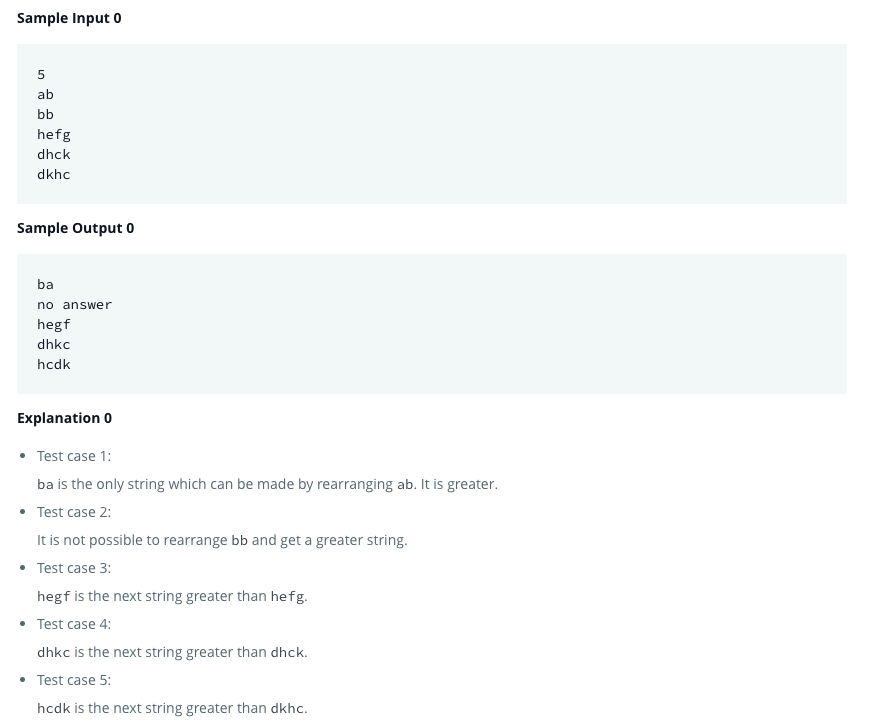 Sample Input 0
5
ab
bb
hefg
dhck
dkhc
Sample Output 0
ba
no answer
hegf
dhkc
hcdk
Explanation 0
• Test case 1:
ba is the only string which can be made by rearranging ab. It is greater.
• Test case 2:
It is not possible to rearrange bb and get a greater string.
• Test case 3:
hegf is the next string greater than hefg.
• Test case 4:
dhkc is the next string greater than dhck.
• Test case 5:
hcdk is the next string greater than dkhc.